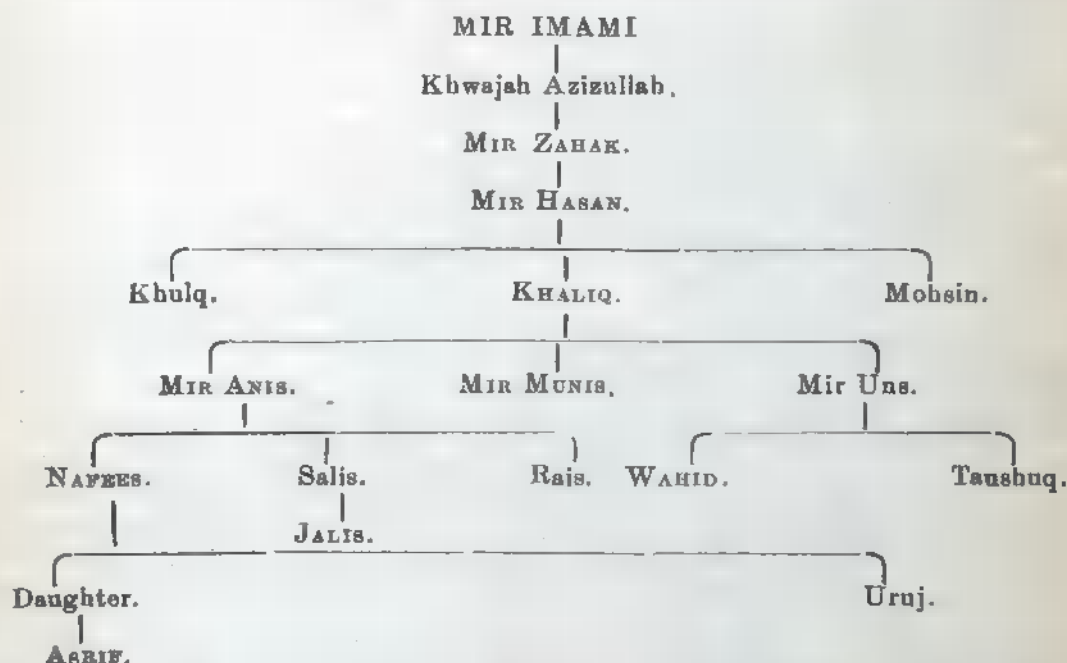 MIR IMAMI
Khwajah Azizullah.
MIR ZAHAK.
MIR HASAN.
Khulq. KHALIQ. Mohsin.
MIR ANIS. MIR MUNIS. Mir Uns.
NAFEES. Salis. Rais. WAHID. Taushuq.
JALIS.
Daughter. Uruj.